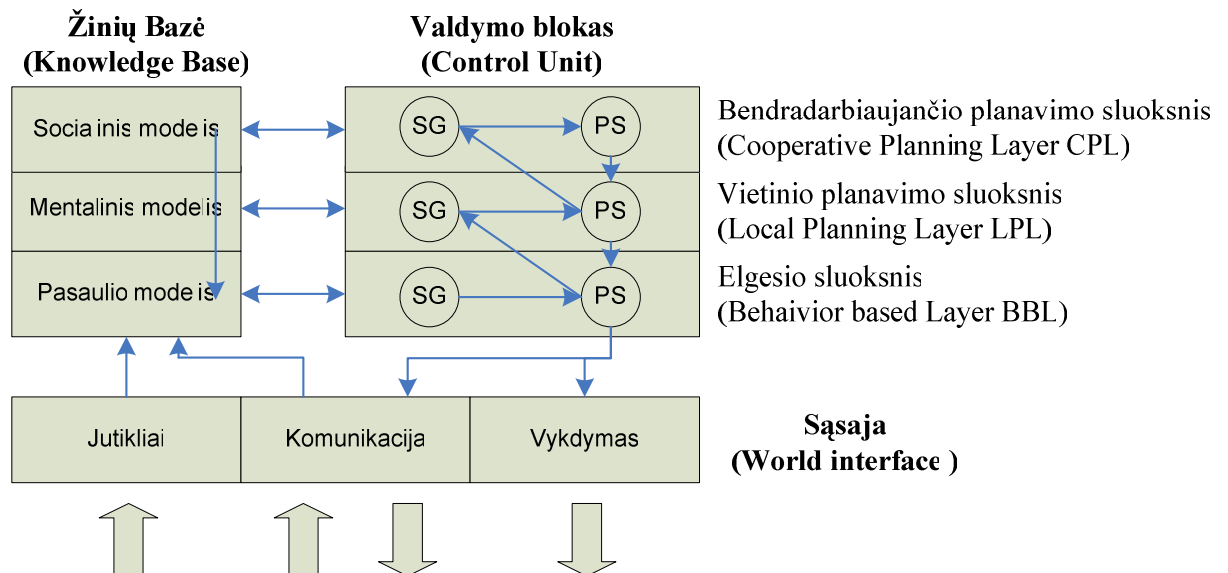 Žinių Bazė
(Knowledge Base)
Valdymo blokas
(Control Unit)
Socia inis mode is
SG
PS
Bendradarbiaujančio planavimo sluoksnis
(Cooperative Planning Layer CPL)
Mentalinis mode is
SG
PS
Vietinio planavimo sluoksnis
(Local Planning Layer LPL)
Pasaulio mode is
SG
PS
Elgesio sluoksnis
(Behaivior based Layer BBL)
Jutikliai
Komunikacija
Vykdymas
Sąsaja
(World interface )